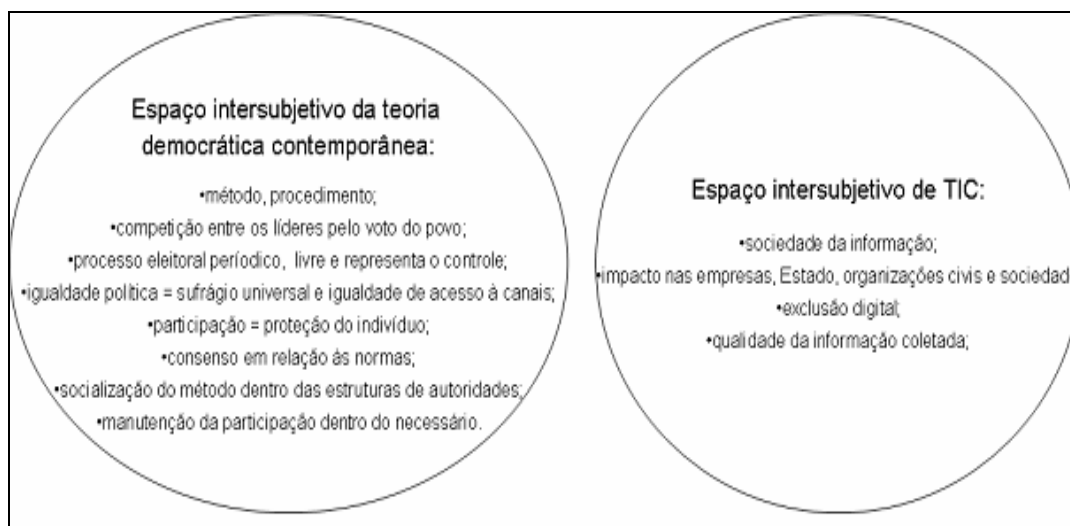 Espaço intersubjetivo da teoria
democrática contemporânea:
•método, procedimento;
•competição entre os líderes pelo voto do povo;
•processo eleitoral períodico, livre e representa o controle;
•igualdade política = sufrágio universal e igualdade de acesso à canais;
•participação = proteção do indivíduo;
•consenso em relação às normas;
•socialização do método dentro das estruturas de autoridades;
•manutenção da participação dentro do necessário.
Espaço intersubjetivo de TIC:
•sociedade da informação;
•impacto nas empresas, Estado, organizações civis e sociedad
•exclusão digital;
•qualidade da informação coletada;